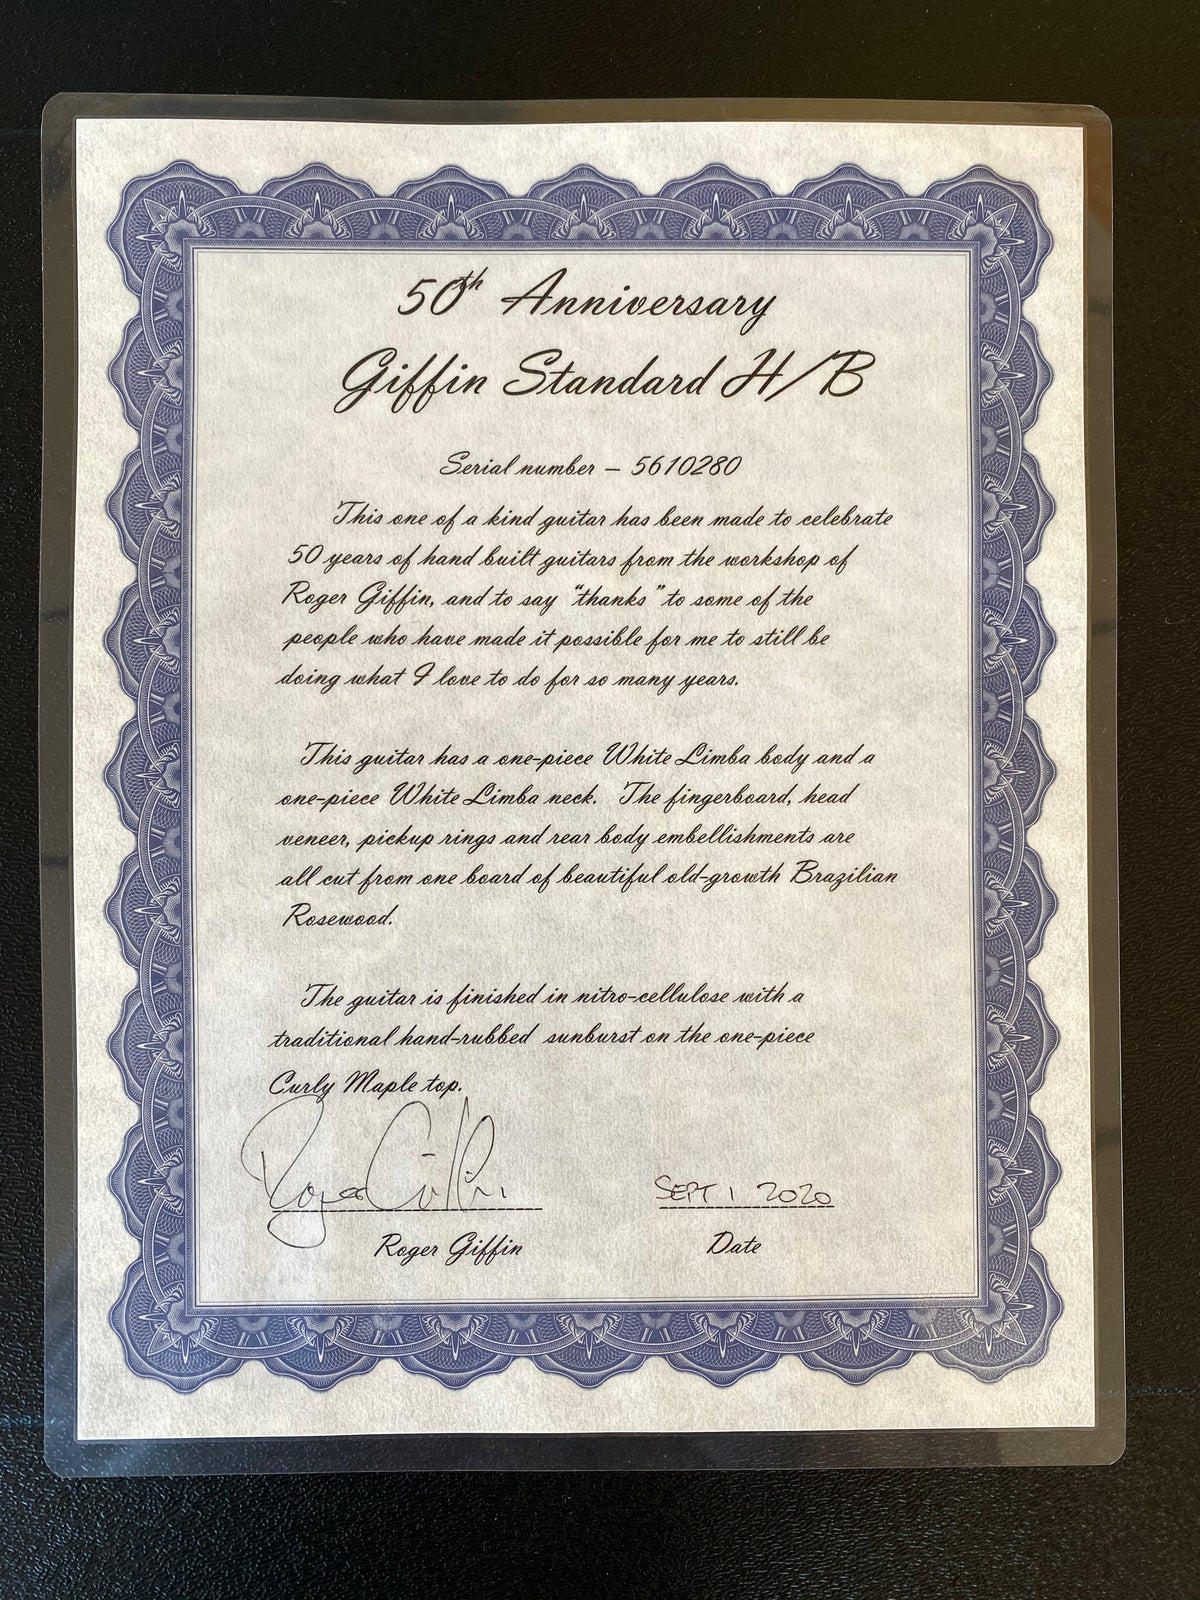 50th Anniversary
Giffin Standard H/B
Serial number – 5610280
This one of a kind guitar has been made to celebrate
50 years of hand built guitars from the workshop of
Roger Giffin, and to say "thanks" to some of the
people who have made it possible for me to still be
doing what I love to do for so many years.
This guitar has a one-piece White Limba body and a
one-piece White Limba neck. The fingerboard, head
veneer, pickup rings and rear body embellishments are
all cut from one board of beautiful old-growth Brazilian
Rosewood.
The guitar is finished in nitro-cellulose with a
traditional hand-rubbed sunburst on the one-piece
Curly Maple top.
Roger Giffin SEPT 1 2020
Roger Giffin Date